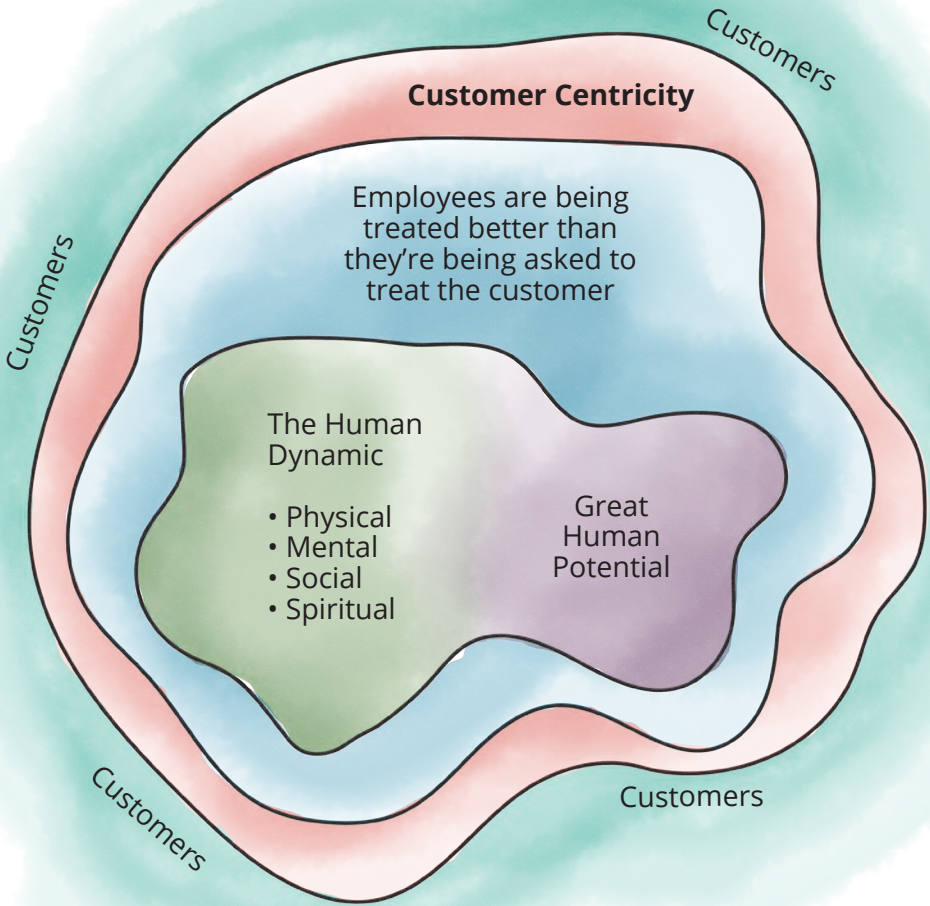 Customers
Customer Centricity
Employees are being
treated better than
they’re being asked to
treat the customer
Customers
The Human
Dynamic
• Physical
• Mental
• Social
• Spiritual
Great
Human
Potential
Customers
Customers